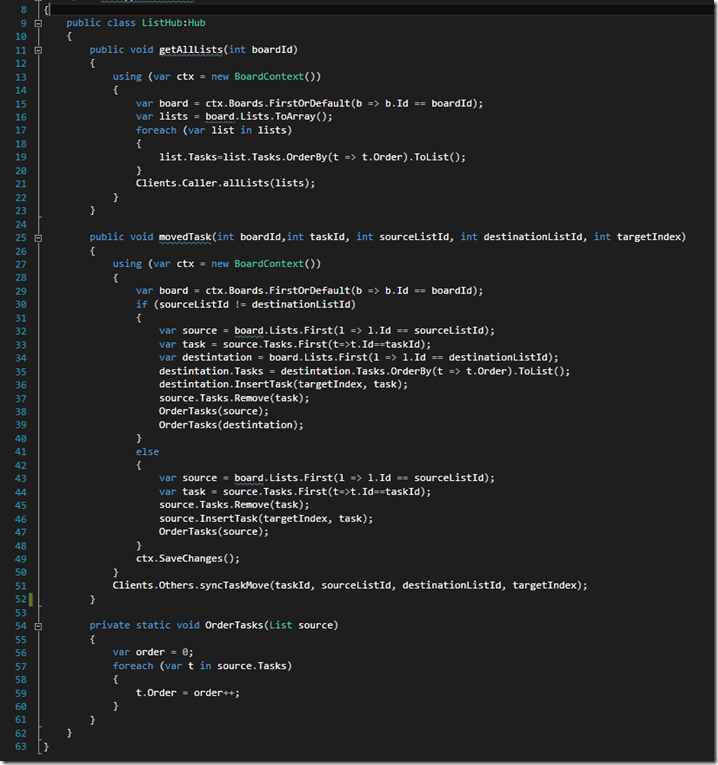 8 {
9 public class ListHub:Hub
10 {
11 public void getAllLists(int boardId)
12 {
13 using (var ctx = new BoardContext())
14 {
15 var board = ctx.Boards.FirstOrDefault(b => b.Id == boardId);
16 var lists = board.Lists.ToArray();
17 foreach (var list in lists)
18 {
19 list.Tasks=list.Tasks.OrderBy(t => t.Order).ToList();
20 }
21 Clients.Caller.allLists(lists);
22 }
23 }
24
25 public void movedTask(int boardId,int taskId, int sourceListId, int destinationListId, int targetIndex)
26 {
27 using (var ctx = new BoardContext())
28 {
29 var board = ctx.Boards.FirstOrDefault(b => b.Id == boardId);
30 if (sourceListId != destinationListId)
31 {
32 var source = board.Lists.First(l => l.Id == sourceListId);
33 var task = source.Tasks.First(t=>t.Id==taskId);
34 var destintation = board.Lists.First(l => l.Id == destinationListId);
35 destintation.Tasks = destintation.Tasks.OrderBy(t => t.Order).ToList();
36 destintation.InsertTask(targetIndex, task);
37 source.Tasks.Remove(task);
38 OrderTasks(source);
39 OrderTasks(destintation);
40 }
41 else
42 {
43 var source = board.Lists.First(l => l.Id == sourceListId);
44 var task = source.Tasks.First(t=>t.Id==taskId);
45 source.Tasks.Remove(task);
46 source.InsertTask(targetIndex, task);
47 OrderTasks(source);
48 }
49 ctx.SaveChanges();
50 }
51 Clients.Others.syncTaskMove(taskId, sourceListId, destinationListId, targetIndex);
52 }
53
54 private static void OrderTasks(List source)
55 {
56 var order = 0;
57 foreach (var t in source.Tasks)
58 {
59 t.Order = order++;
60 }
61 }
62 }
63 }